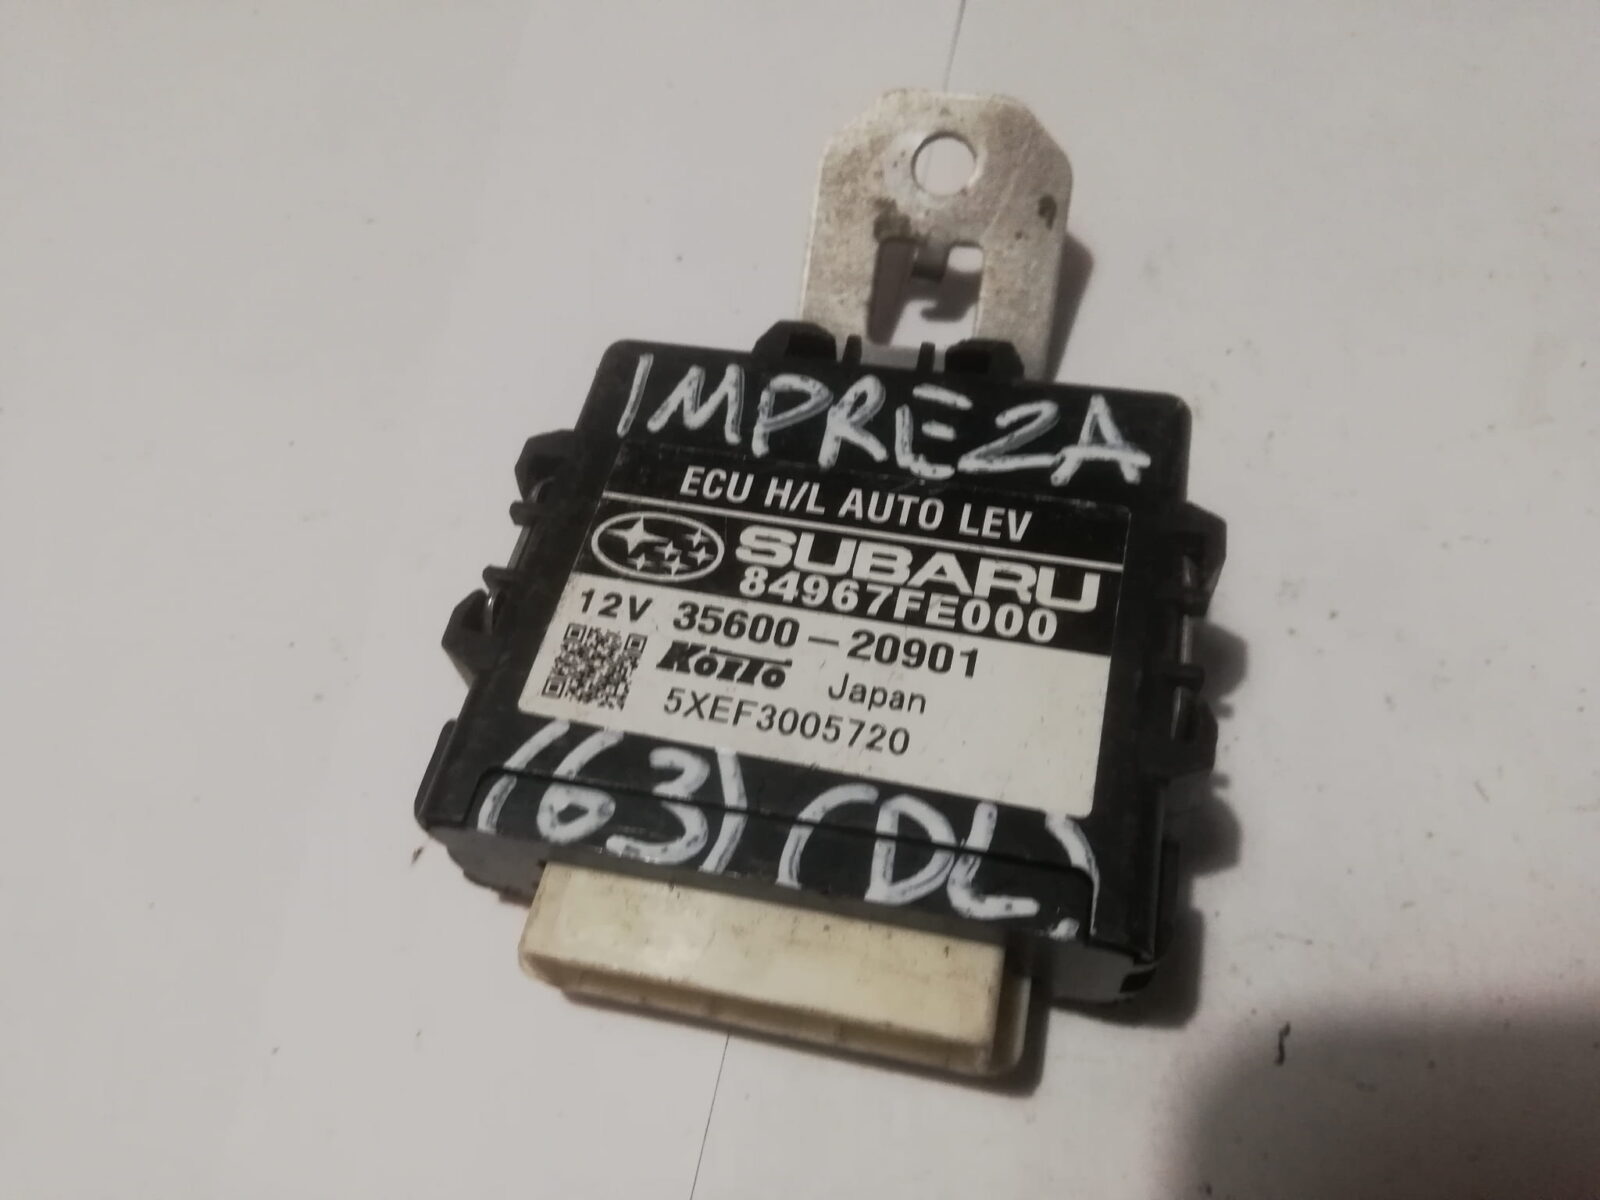 IMPREZA
ECU H/L AUTO LEV
SUBARU
84967FE000
12V 35600-20901
KOITO Japan
5XEF3005720
(63) (DL)